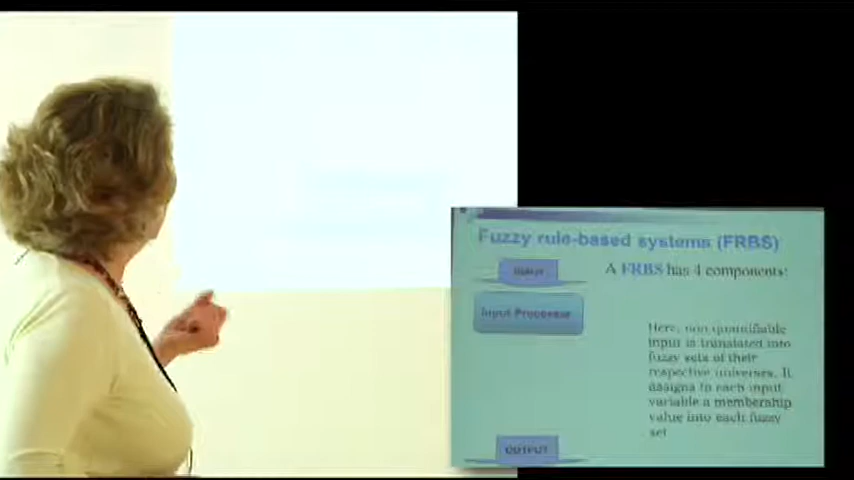 Fuzzy rule-based systems (FRBS)
INPUT
A FRBS has 4 components:
Input Processor
Here, non quantifiable
input is translated into
fuzzy sets of their
respective universes. It
assigns to each input
variable a membership
value into each fuzzy
set
OUTPUT